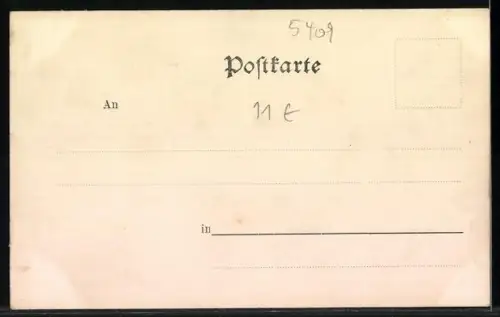 5409
Postkarte
An
11 €
in